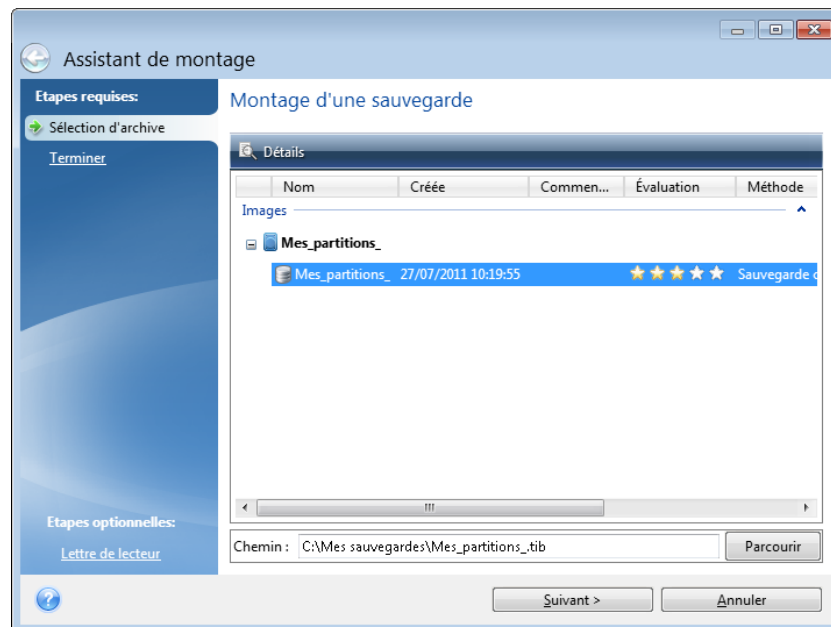 Assistant de montage
Etapes requises:
Sélection d'archive
Terminer
Etapes optionnelles:
Lettre de lecteur
Montage d'une sauvegarde
Détails
Nom Créée Commen... Évaluation Méthode
Images
Mes_partitions_
Mes_partitions_ 27/07/2011 10:19:55 Sauvegarde
Chemin : C:\Mes sauvegardes\Mes_partitions_.tib Parcourir
Suivant > Annuler